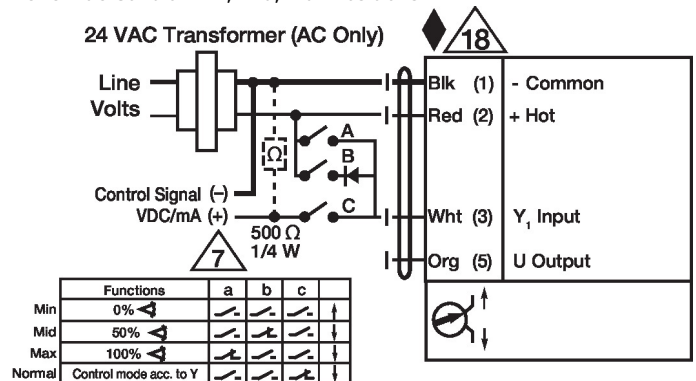 24 VAC Transformer (AC Only)
18
Line
Volts
Blk (1) - Common
Red (2) + Hot
A
B
C
Ω
Control Signal (–)
VDC/mA (+)
500 Ω
1/4 W
7
Wht (3) Y1 Input
Org (5) U Output
Functions a b c
Min 0%
Mid 50%
Max 100%
Normal Control mode acc. to Y